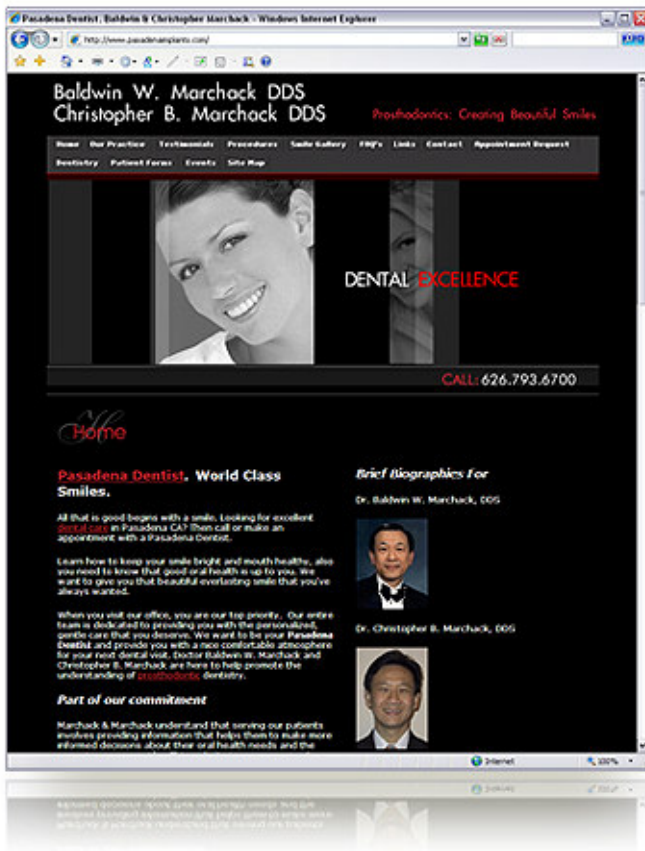 Pasadena Dentist, Baldwin & Christopher Marchack - Windows Internet Explorer
http://www.pasadenaimplants.com/
Baldwin W. Marchack DDS
Christopher B. Marchack DDS
Prosthodontics: Creating Beautiful Smiles
Home Our Practice Testimonials Procedures Smile Gallery FAQ's Links Contact Appointment Request
Dentistry Patient Forms Events Site Map
DENTAL EXCELLENCE
CALL: 626.793.6700
Home
Pasadena Dentist. World Class
Smiles.
All that is good begins with a smile. Looking for excellent
dental care in Pasadena CA? Then call or make an
appointment with a Pasadena Dentist.
Learn how to keep your smile bright and mouth healthy, also
you need to know that good oral health is up to you. We
want to give you that beautiful everlasting smile that you've
always wanted.
When you visit our office, you are our top priority. Our entire
team is dedicated to providing you with the personalized,
gentle care that you deserve. We want to be your Pasadena
Dentist and provide you with a nice comfortable atmosphere
for your next dental visit. Doctor Baldwin W. Marchack and
Christopher B. Marchack are here to help promote the
understanding of prosthodontic dentistry.
Part of our commitment
Marchack & Marchack understand that serving our patients
involves providing information that helps them to make more
informed decisions about their oral health needs and the
Brief Biographies For
Dr. Baldwin W. Marchack, DDS
Dr. Christopher B. Marchack, DDS
Internet
100%